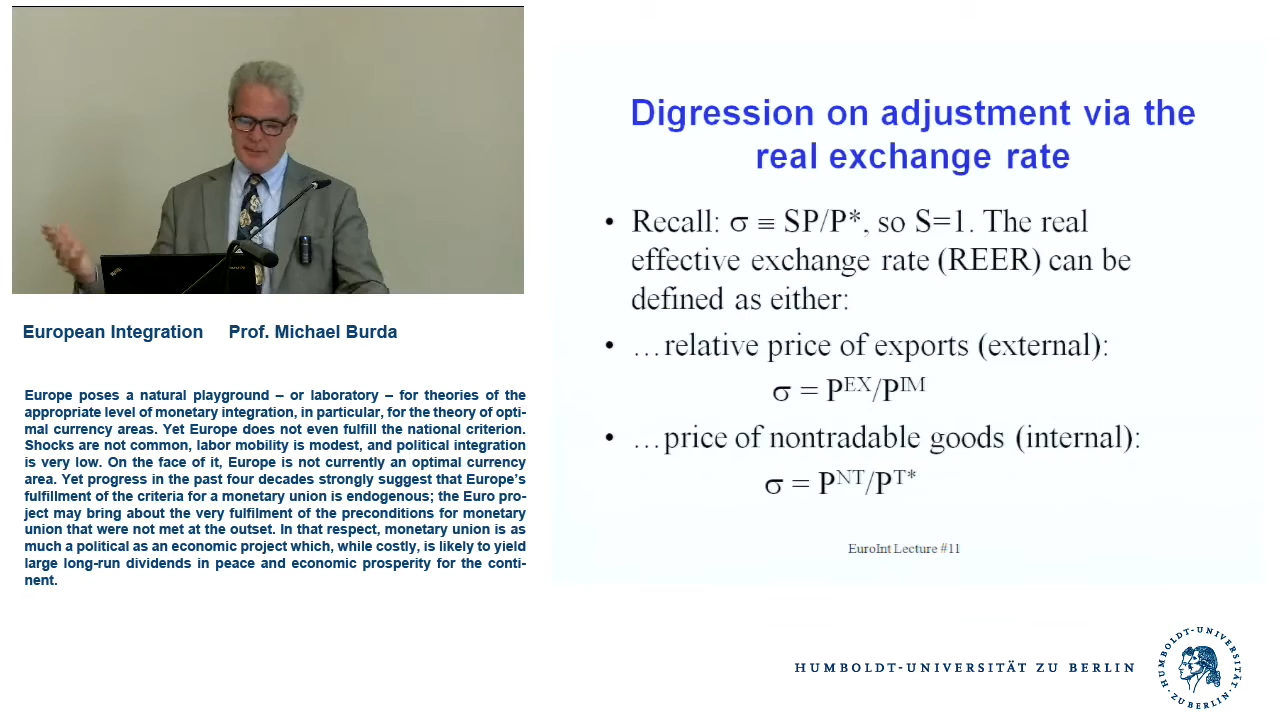 European Integration Prof. Michael Burda
Europe poses a natural playground – or laboratory – for theories of the
appropriate level of monetary integration, in particular, for the theory of opti-
mal currency areas. Yet Europe does not even fulfill the national criterion.
Shocks are not common, labor mobility is modest, and political integration
is very low. On the face of it, Europe is not currently an optimal currency
area. Yet progress in the past four decades strongly suggest that Europe's
fulfillment of the criteria for a monetary union is endogenous; the Euro pro-
ject may bring about the very fulfilment of the preconditions for monetary
union that were not met at the outset. In that respect, monetary union is as
much a political as an economic project which, while costly, is likely to yield
large long-run dividends in peace and economic prosperity for the conti-
nent.
Digression on adjustment via the
real exchange rate
• Recall: σ ≡ SP/P*, so S=1. The real
effective exchange rate (REER) can be
defined as either:
• …relative price of exports (external):
σ = P^EX/P^IM
• …price of nontradable goods (internal):
σ = P^NT/P^T*
EuroInt Lecture #11
HUMBOLDT-UNIVERSITÄT ZU BERLIN
HUMBOLDT-UNIVERSITÄT
ZU BERLIN